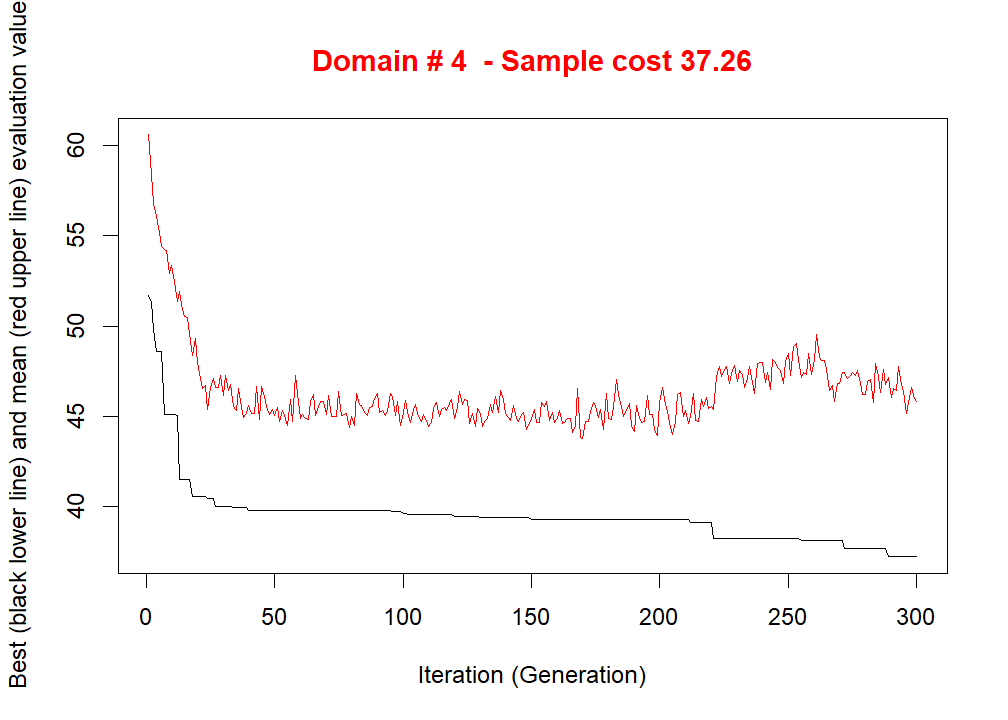 Domain # 4  - Sample cost 37.26
Best (black lower line) and mean (red upper line) evaluation value
60
55
50
45
40
0 50 100 150 200 250 300
Iteration (Generation)